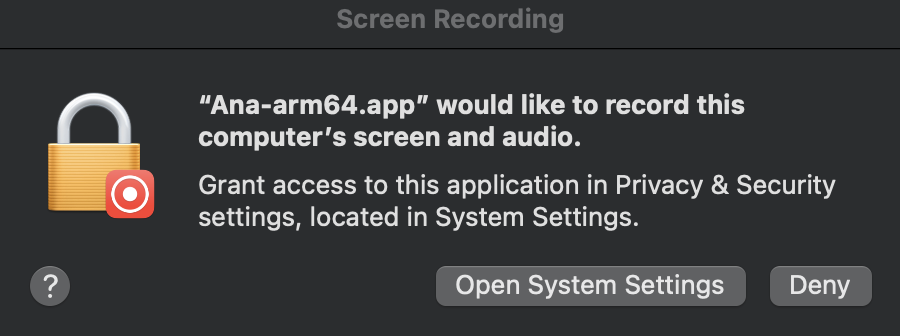 Screen Recording
“Ana-arm64.app” would like to record this
computer’s screen and audio.
Grant access to this application in Privacy & Security
settings, located in System Settings.
?
Open System Settings
Deny